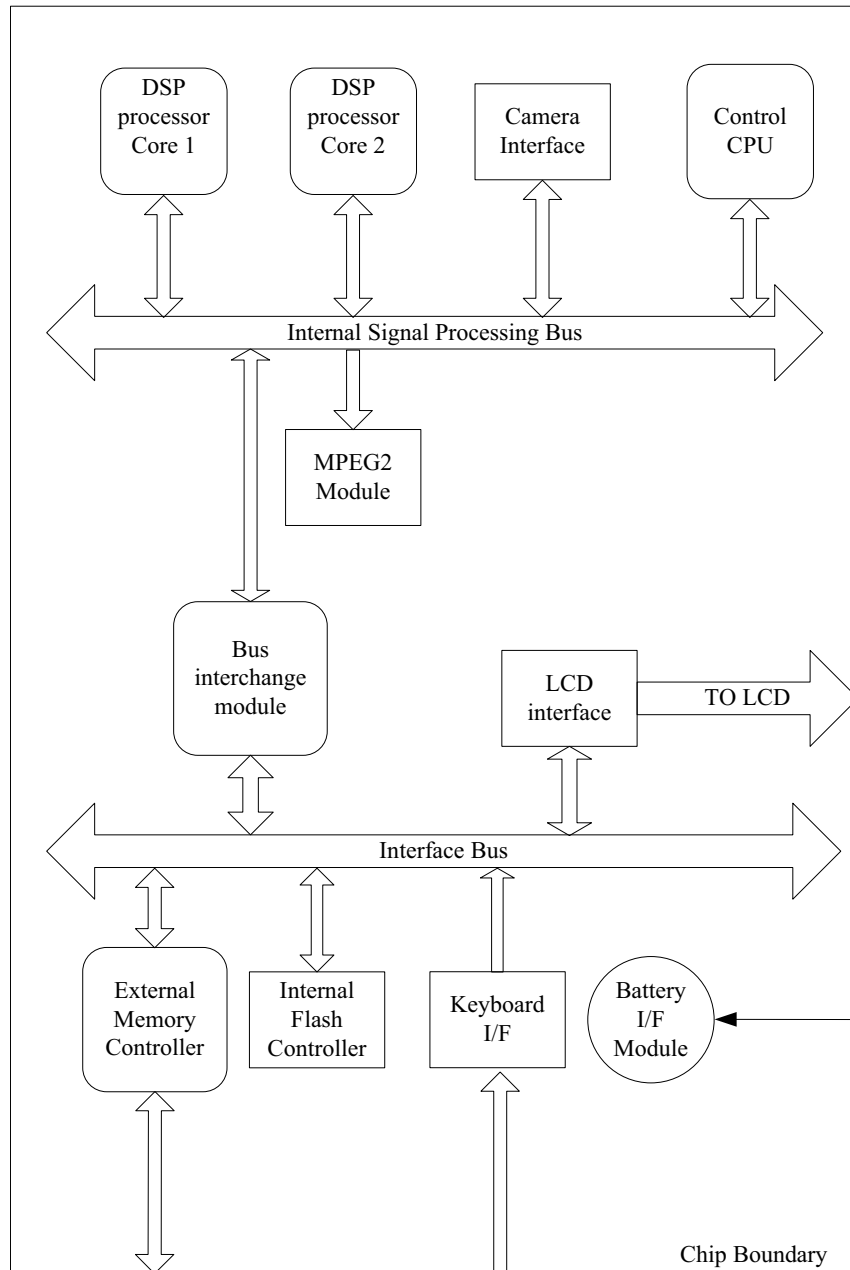 DSP
processor
Core 1
DSP
processor
Core 2
Camera
Interface
Control
CPU
Internal Signal Processing Bus
MPEG2
Module
Bus
interchange
module
LCD
interface
TO LCD
Interface Bus
External
Memory
Controller
Internal
Flash
Controller
Keyboard
I/F
Battery
I/F
Module
Chip Boundary